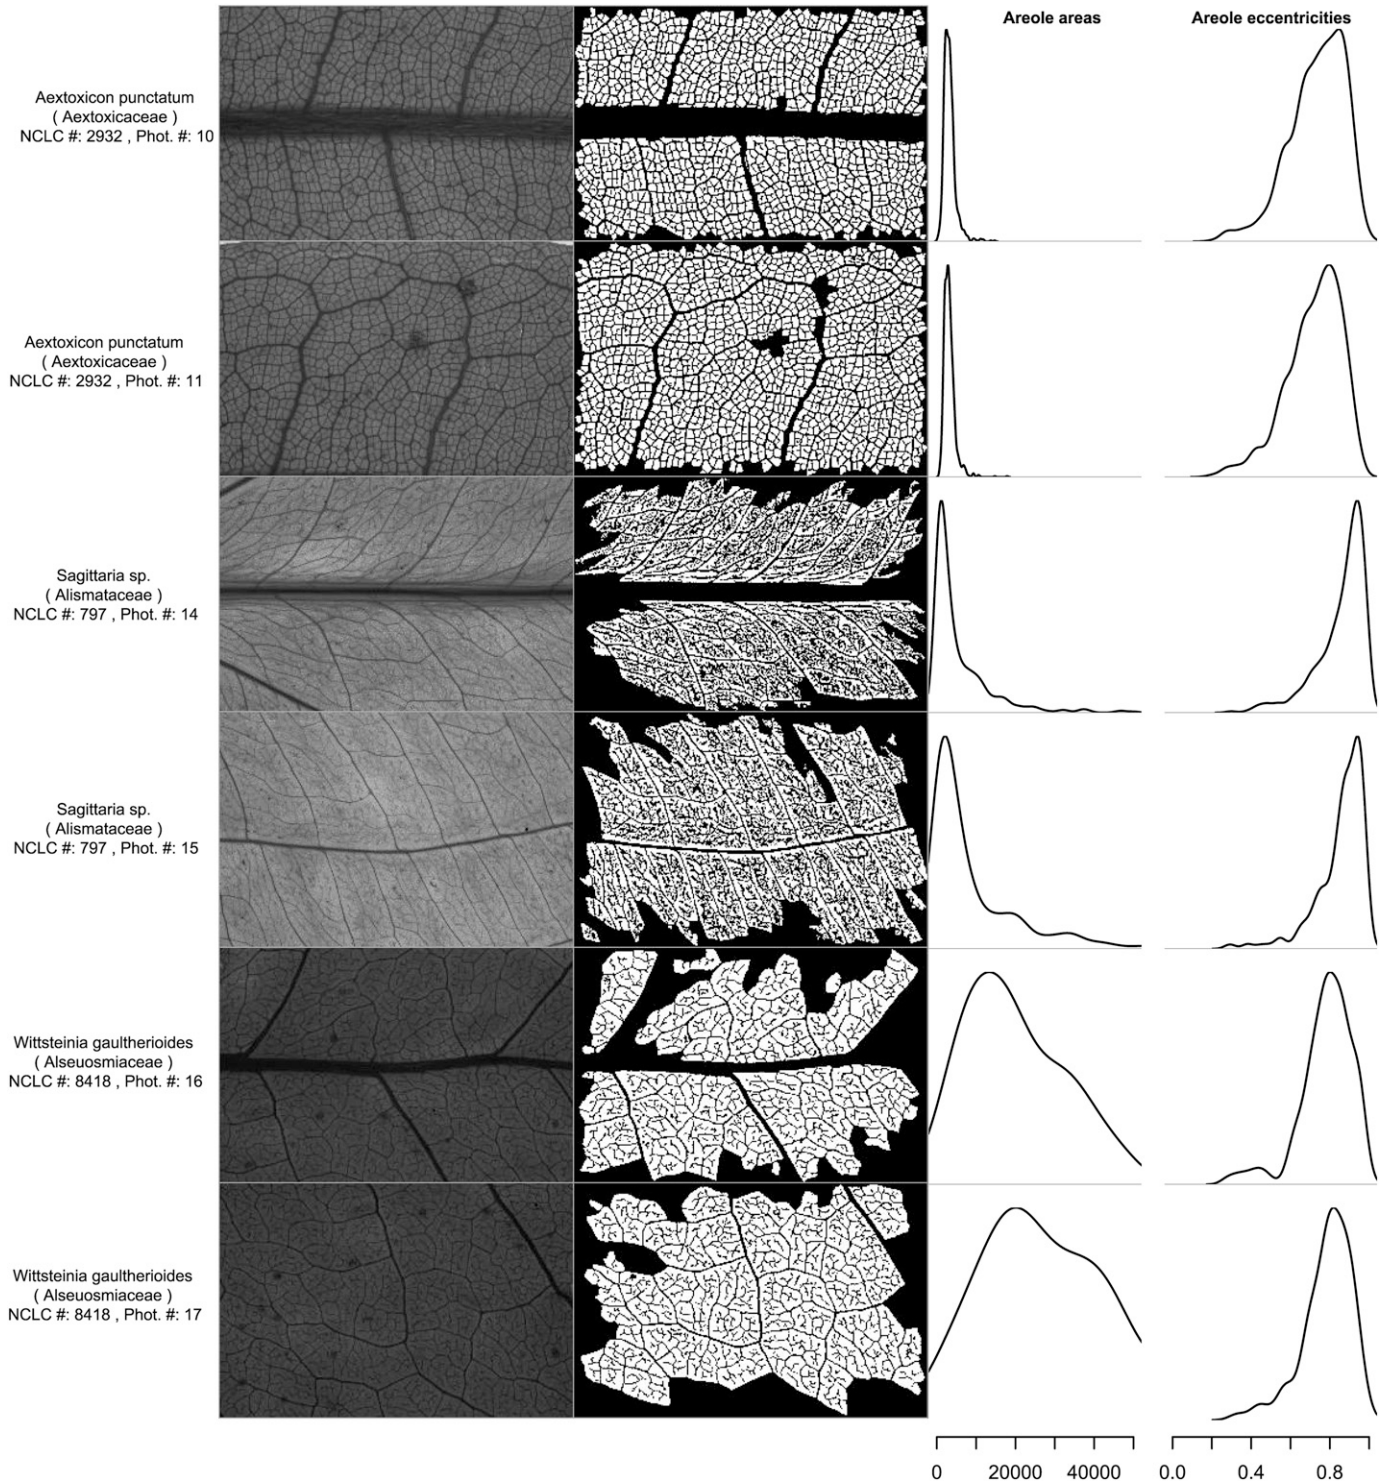 Areole areas
Areole eccentricities
Aextoxicon punctatum
( Aextoxicaceae )
NCLC #: 2932 , Phot. #: 10
Aextoxicon punctatum
( Aextoxicaceae )
NCLC #: 2932 , Phot. #: 11
Sagittaria sp.
( Alismataceae )
NCLC #: 797 , Phot. #: 14
Sagittaria sp.
( Alismataceae )
NCLC #: 797 , Phot. #: 15
Wittsteinia gaultherioides
( Alseuosmiaceae )
NCLC #: 8418 , Phot. #: 16
Wittsteinia gaultherioides
( Alseuosmiaceae )
NCLC #: 8418 , Phot. #: 17
0 20000 40000
0.0 0.4 0.8